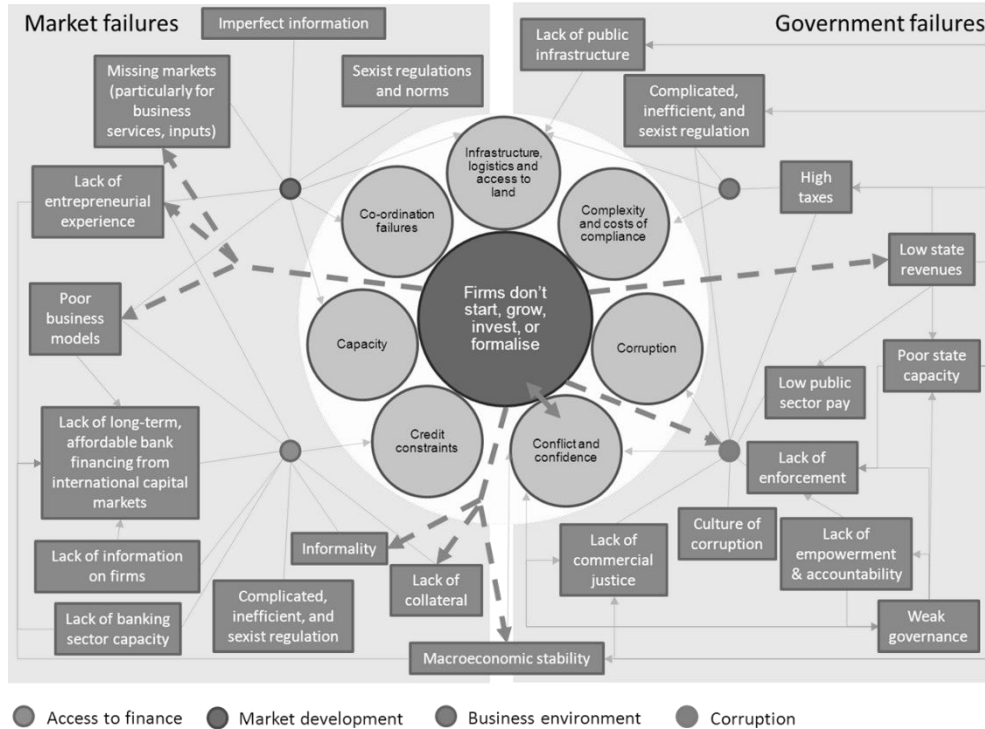 Market failures
Government failures
Imperfect information
Missing markets
(particularly for
business
services, inputs)
Sexist regulations
and norms
Lack of
entrepreneurial
experience
Poor
business
models
Lack of long-term,
affordable bank
financing from
international capital
markets
Lack of information
on firms
Lack of banking
sector capacity
Complicated,
inefficient, and
sexist regulation
Informality
Lack of
collateral
Macroeconomic stability
Infrastructure,
logistics and
access to
land
Co-ordination
failures
Complexity
and costs of
compliance
Firms don't
start, grow,
invest, or
formalise
Capacity
Corruption
Credit
constraints
Conflict and
confidence
Lack of public
infrastructure
Complicated,
inefficient, and
sexist regulation
High
taxes
Low state
revenues
Poor state
capacity
Low public
sector pay
Lack of
enforcement
Culture of
corruption
Lack of
commercial
justice
Lack of
empowerment
& accountability
Weak
governance
Access to finance
Market development
Business environment
Corruption